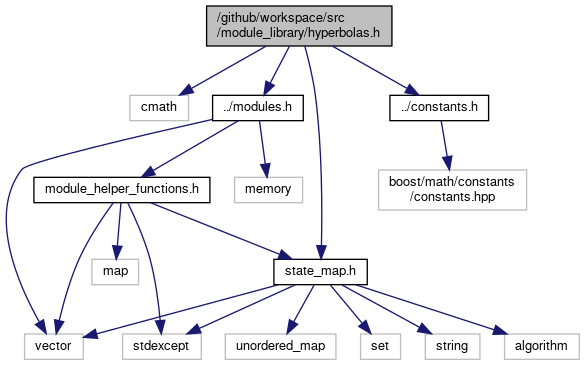 /github/workspace/src
/module_library/hyperbolas.h
cmath
../modules.h
../constants.h
module_helper_functions.h
memory
boost/math/constants
/constants.hpp
map
state_map.h
vector
stdexcept
unordered_map
set
string
algorithm